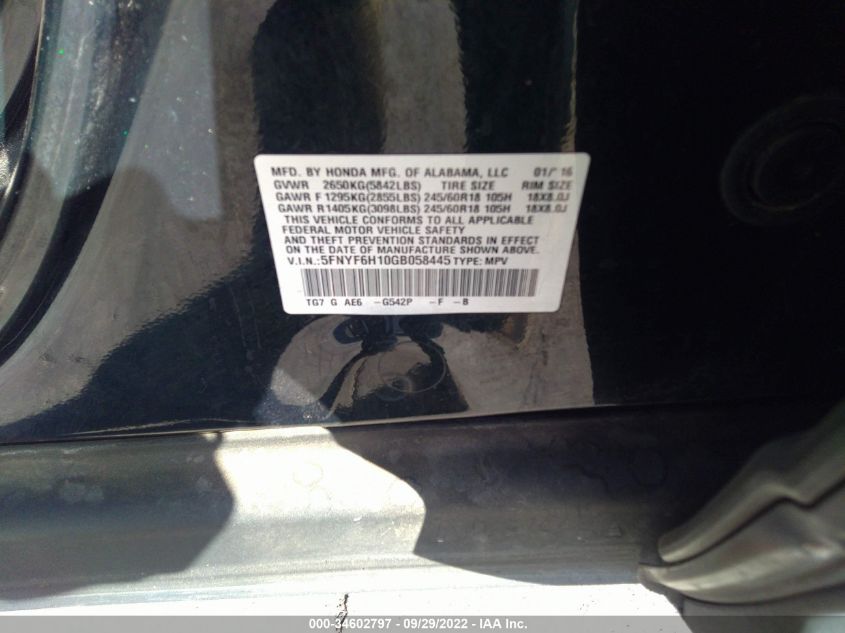 MFD. BY HONDA MFG. OF ALABAMA, LLC 01/16
GVWR 2650KG(5842LBS) TIRE SIZE RIM SIZE
GAWR F 1295KG(2855LBS) 245/60R18 105H 18X8.0J
GAWR R 1405KG(3098LBS) 245/60R18 105H 18X8.0J
THIS VEHICLE CONFORMS TO ALL APPLICABLE
FEDERAL MOTOR VEHICLE SAFETY
AND THEFT PREVENTION STANDARDS IN EFFECT
ON THE DATE OF MANUFACTURE SHOWN ABOVE.
V.I.N.:5FNYF6H10GB058445 TYPE: MPV
TG7 G AE6 -G542P -F -B
000-34602797 - 09/29/2022 - IAA Inc.